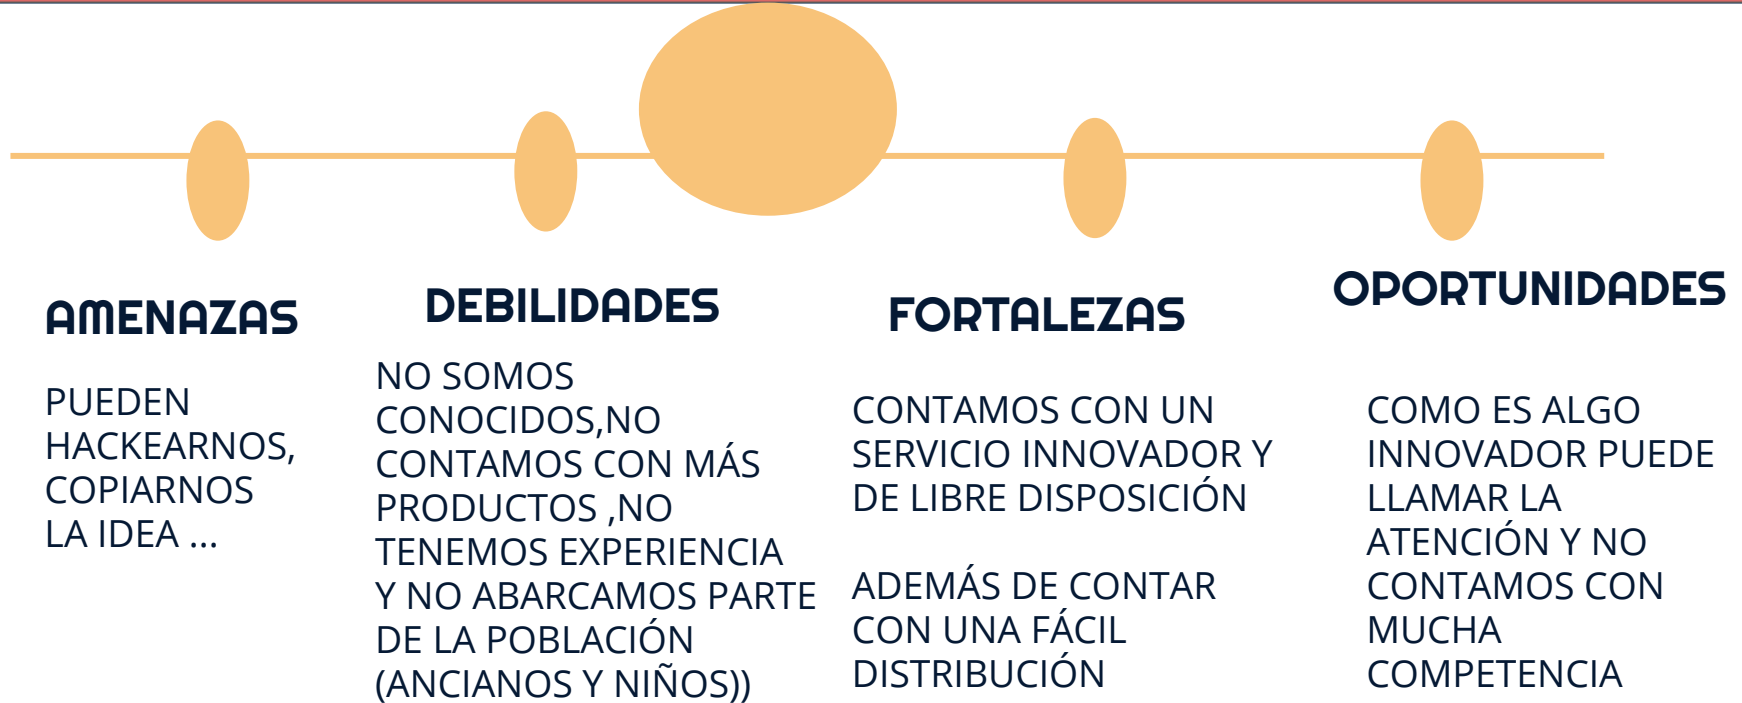 AMENAZAS
PUEDEN
HACKEARNOS,
COPIARNOS
LA IDEA ...
DEBILIDADES
NO SOMOS
CONOCIDOS,NO
CONTAMOS CON MÁS
PRODUCTOS ,NO
TENEMOS EXPERIENCIA
Y NO ABARCAMOS PARTE
DE LA POBLACIÓN
(ANCIANOS Y NIÑOS))
FORTALEZAS
CONTAMOS CON UN
SERVICIO INNOVADOR Y
DE LIBRE DISPOSICIÓN
ADEMÁS DE CONTAR
CON UNA FÁCIL
DISTRIBUCIÓN
OPORTUNIDADES
COMO ES ALGO
INNOVADOR PUEDE
LLAMAR LA
ATENCIÓN Y NO
CONTAMOS CON
MUCHA
COMPETENCIA